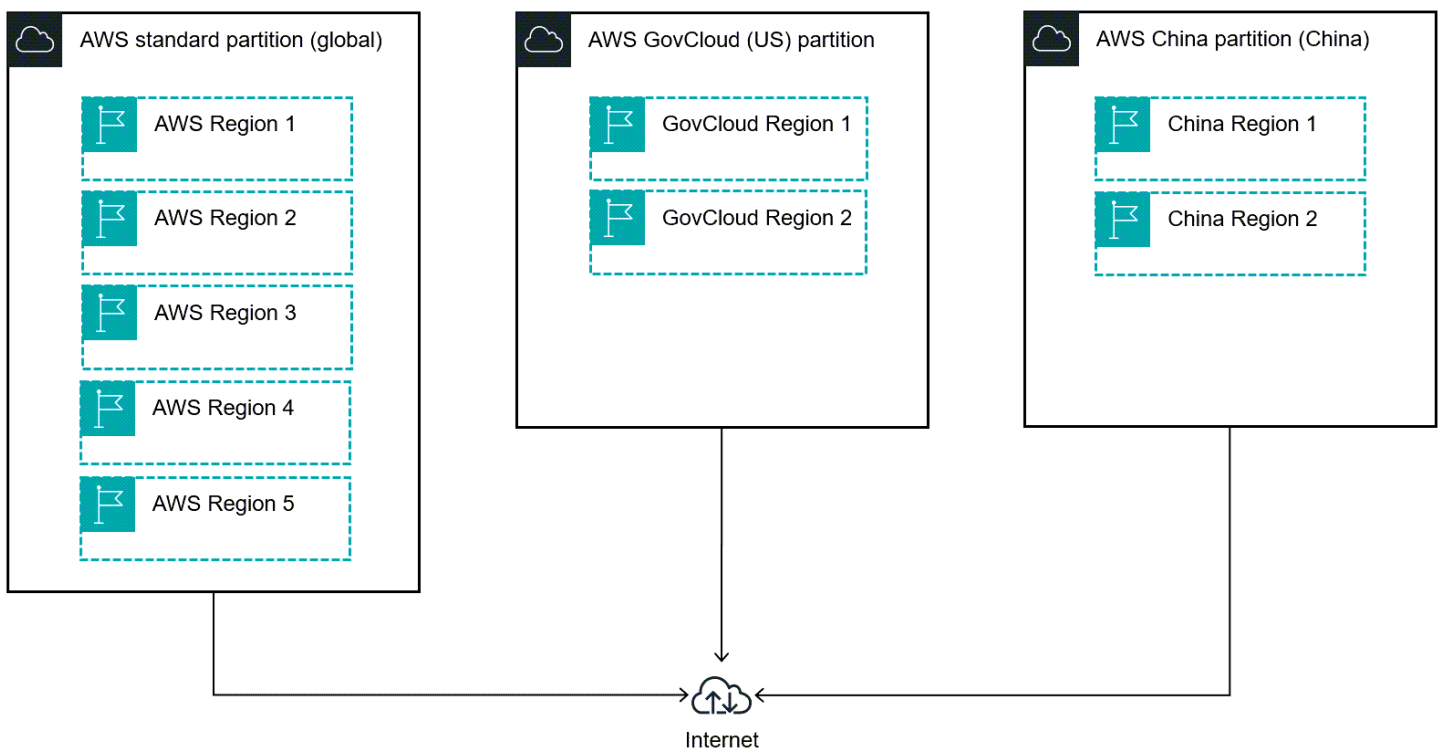 AWS standard partition (global)
AWS Region 1
AWS Region 2
AWS Region 3
AWS Region 4
AWS Region 5
AWS GovCloud (US) partition
GovCloud Region 1
GovCloud Region 2
AWS China partition (China)
China Region 1
China Region 2
Internet